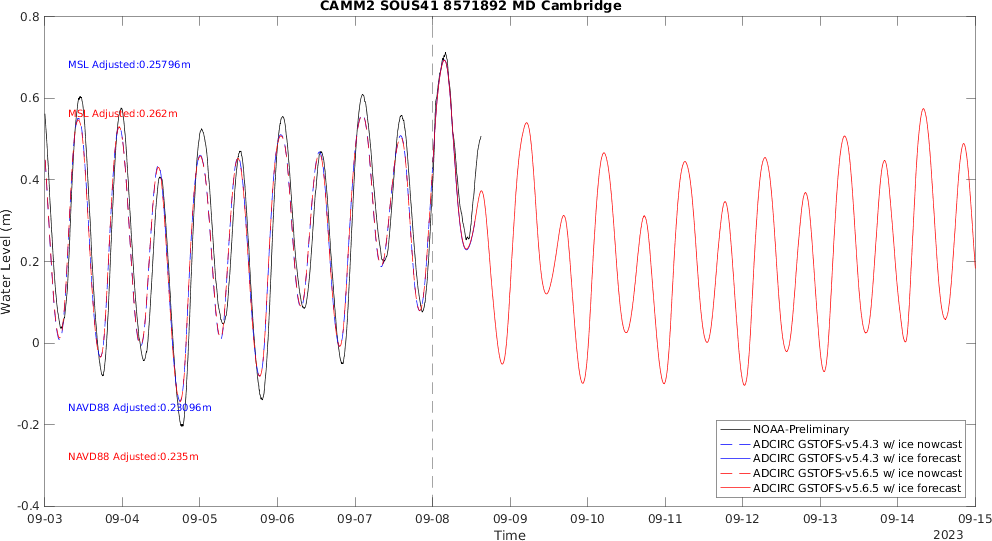 CAMM2 SOUS41 8571892 MD Cambridge
0.8
MSL Adjusted:0.25796m
0.6
MSL Adjusted:0.262m
0.4
0.2
0
-0.2
-0.4
Water Level (m)
NAVD88 Adjusted:0.23096m
NAVD88 Adjusted:0.235m
NOAA-Preliminary
ADCIRC GSTOFS-v5.4.3 w/ ice nowcast
ADCIRC GSTOFS-v5.4.3 w/ ice forecast
ADCIRC GSTOFS-v5.6.5 w/ ice nowcast
ADCIRC GSTOFS-v5.6.5 w/ ice forecast
09-03 09-04 09-05 09-06 09-07 09-08 09-09 09-10 09-11 09-12 09-13 09-14 09-15
Time
2023